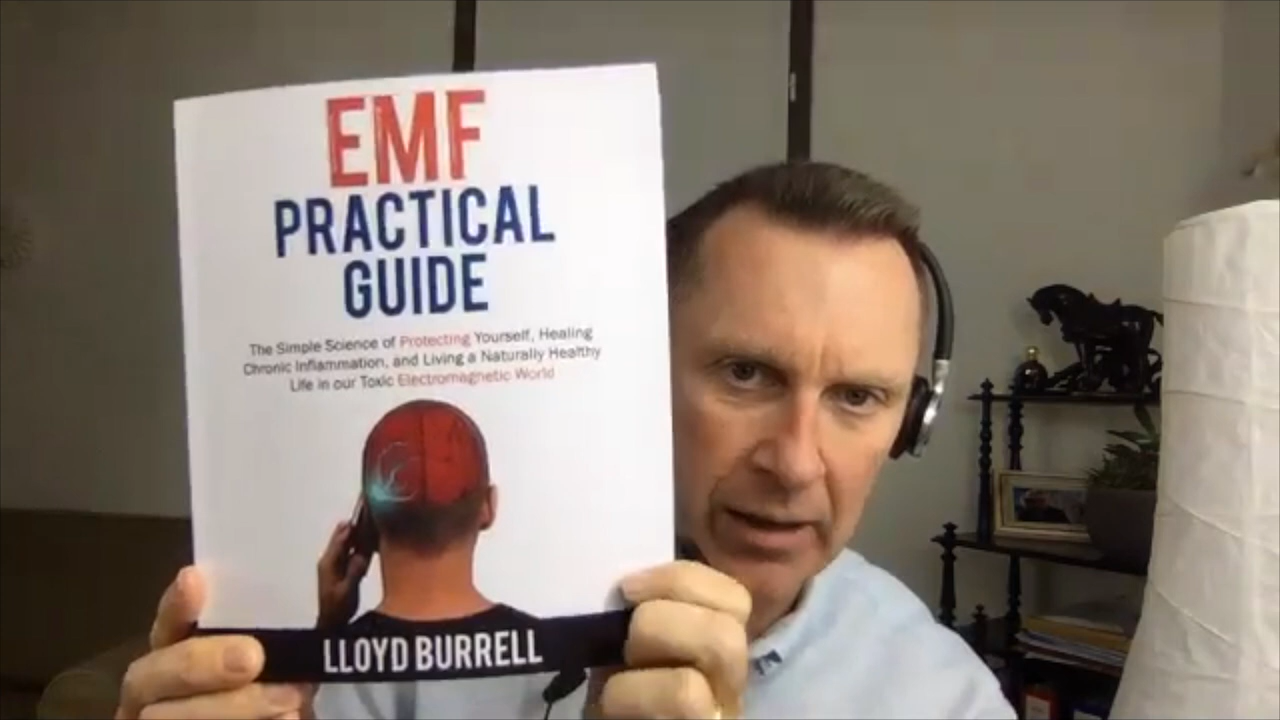 EMF
PRACTICAL
GUIDE
The Simple Science of Protecting Yourself, Healing
Chronic Inflammation, and Living a Naturally Healthy
Life in our Toxic Electromagnetic World
LLOYD BURRELL